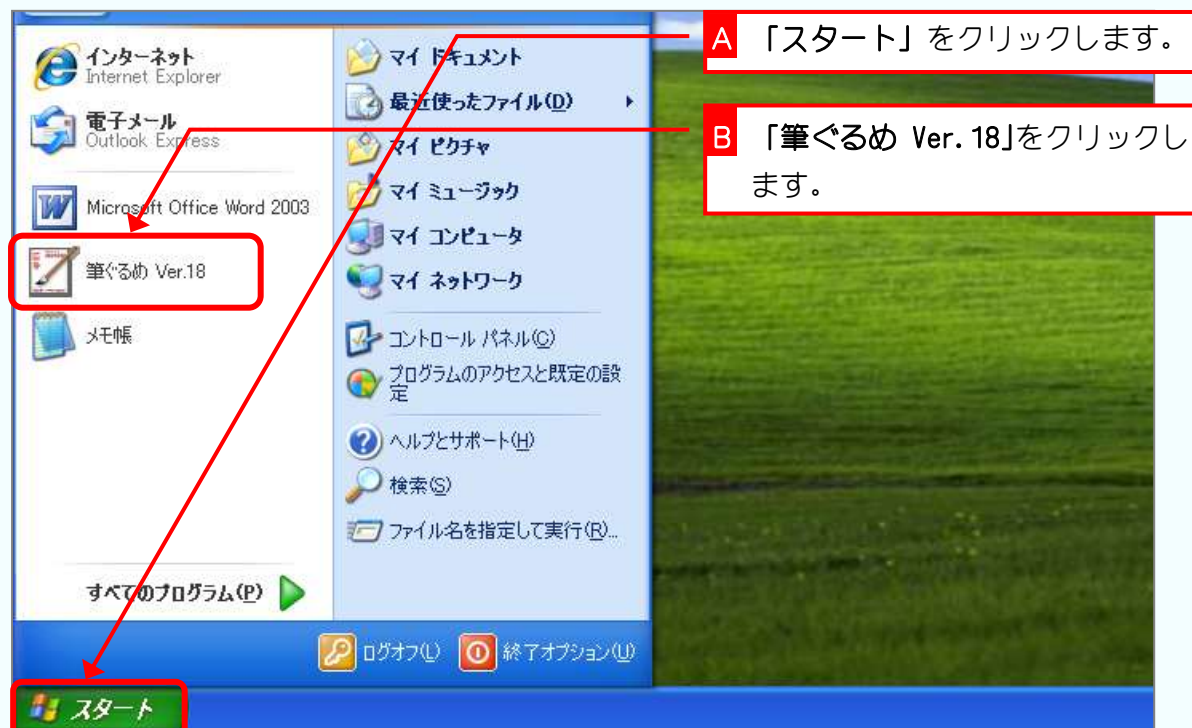 インターネット
Internet Explorer
電子メール
Outlook Express
Microsoft Office Word 2003
筆ぐるめ Ver.18
メモ帳
すべてのプログラム(P)
マイ ドキュメント
最近使ったファイル(D)
マイ ピクチャ
マイ ミュージック
マイ コンピュータ
マイ ネットワーク
コントロール パネル(C)
プログラムのアクセスと既定の設
定
ヘルプとサポート(H)
検索(S)
ファイル名を指定して実行(R)...
ログオフ(L)
終了オプション(U)
スタート
A 「スタート」をクリックします。
B 「筆ぐるめ Ver.18」をクリックし
ます。